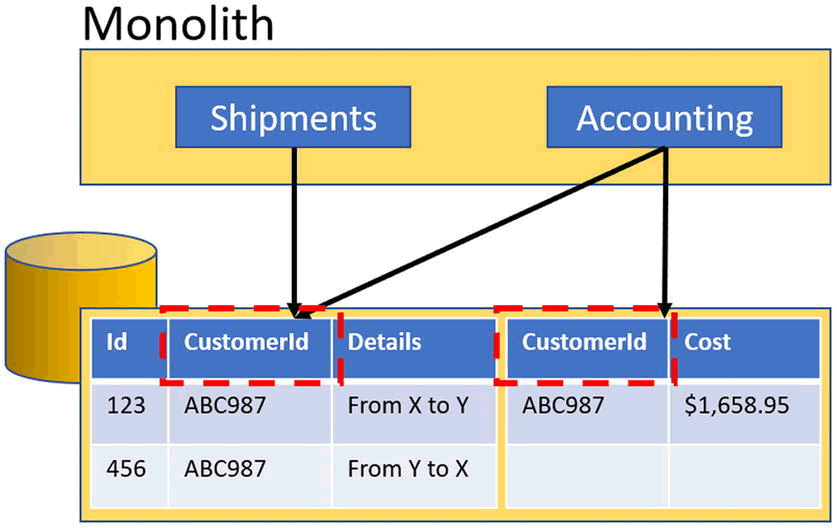 Monolith
Shipments Accounting
Id CustomerId Details CustomerId Cost
123 ABC987 From X to Y ABC987 $1,658.95
456 ABC987 From Y to X